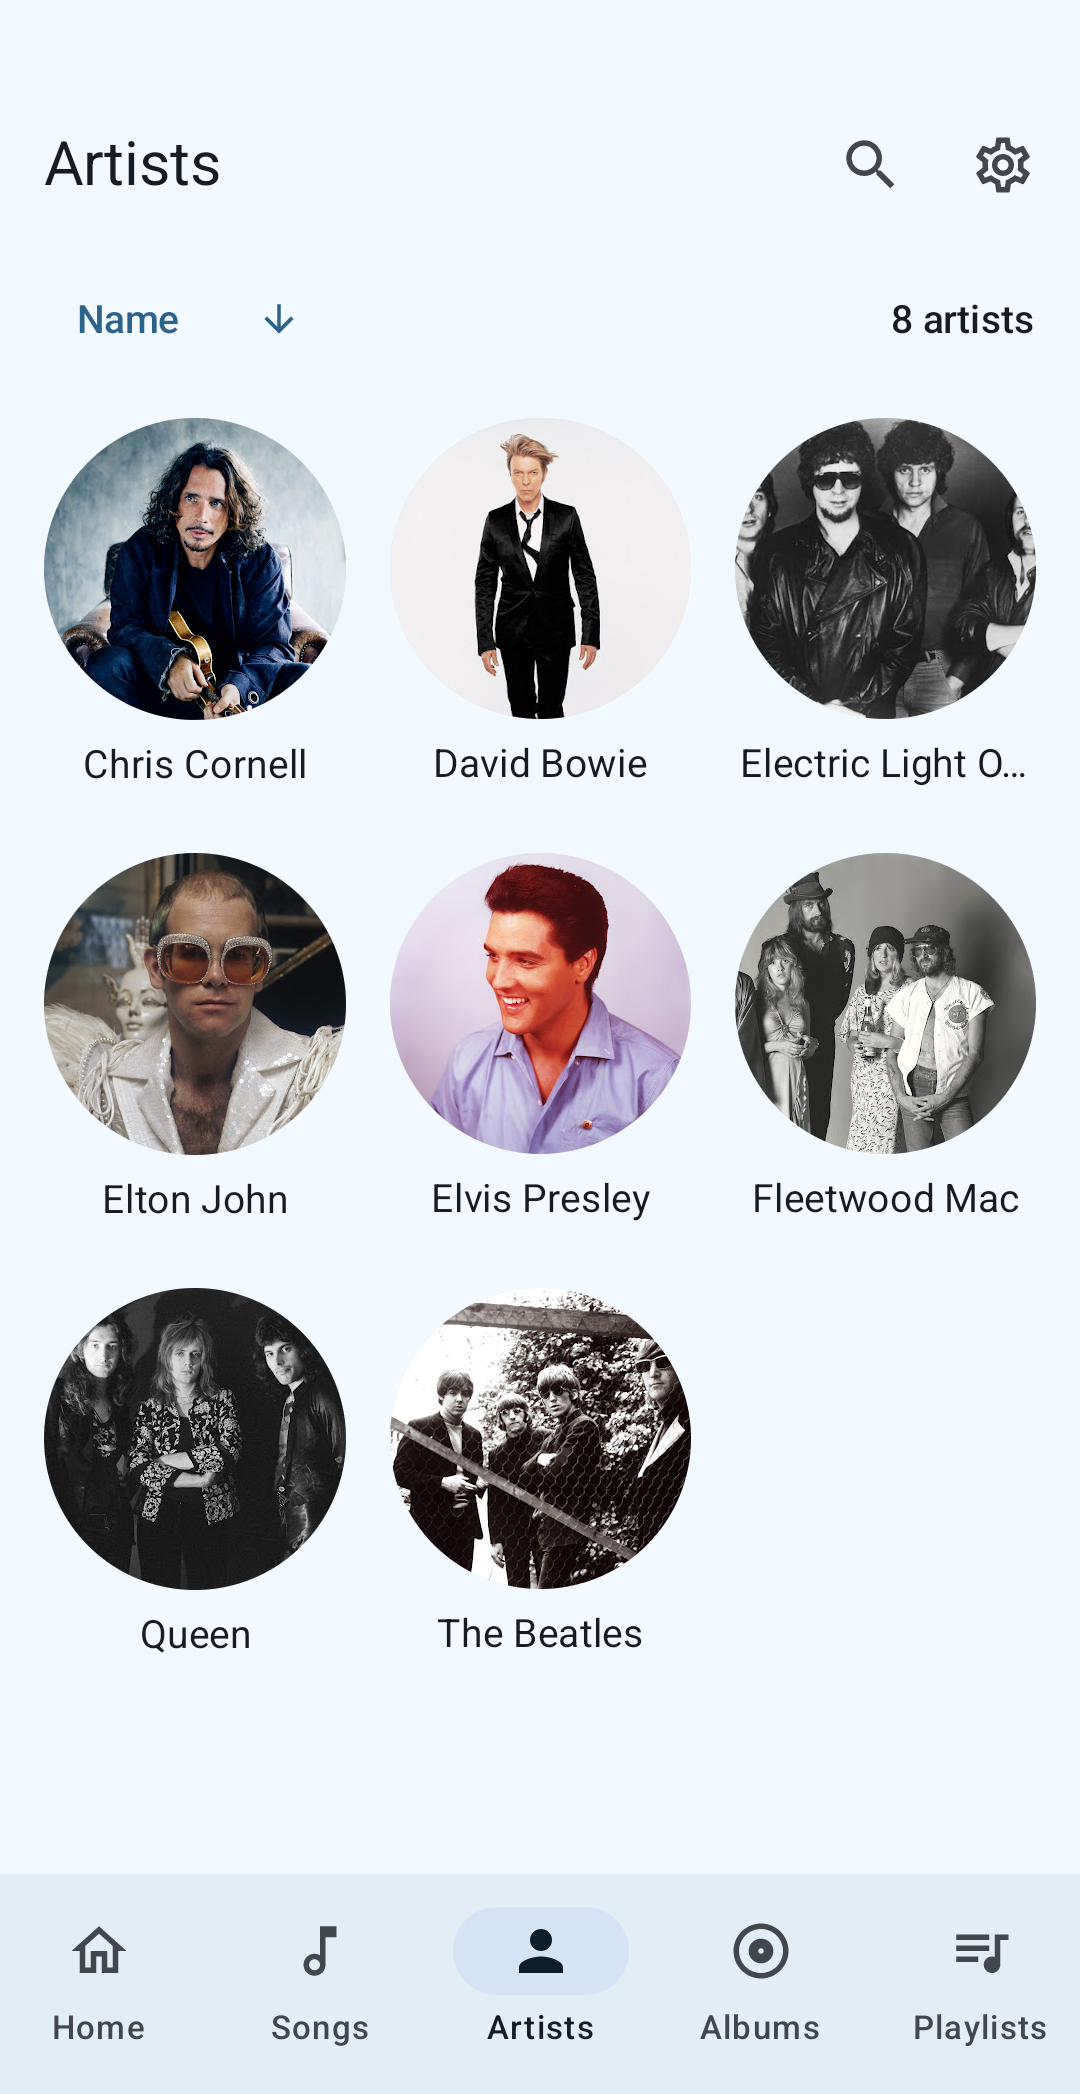 Artists
Name
8 artists
Chris Cornell
David Bowie
Electric Light O...
Elton John
Elvis Presley
Fleetwood Mac
Queen
The Beatles
Home
Songs
Artists
Albums
Playlists